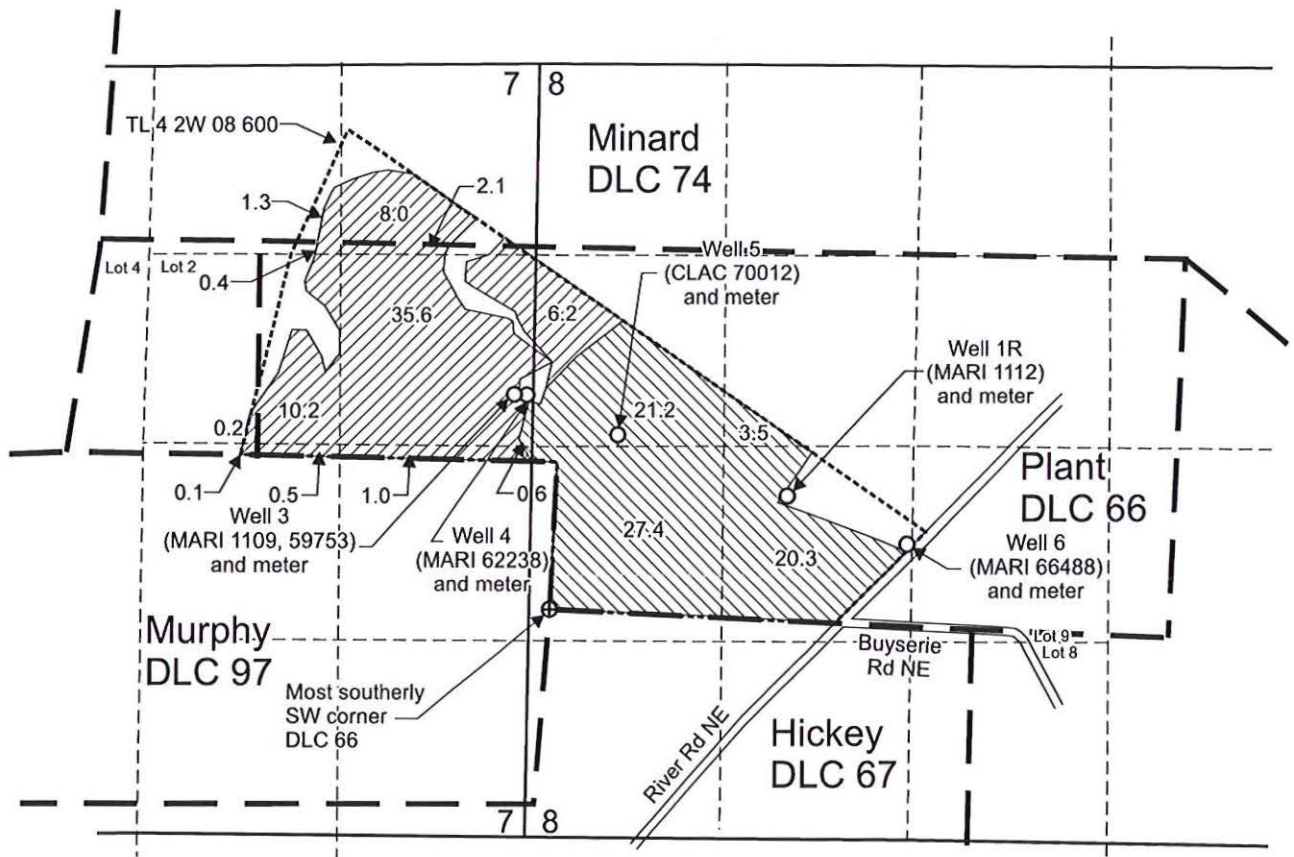 7 8
TL 4 2W 08 600
Minard
DLC 74
2.1
1.3
8.0
Well 5
(CLAC 70012)
and meter
Lot 4
Lot 2
0.4
35.6
6.2
Well 1R
(MARI 1112)
and meter
10.2
21.2
3.5
0.2
0.1
0.5
1.0
0.6
Plant
DLC 66
Well 3
(MARI 1109, 59753)
and meter
Well 4
(MARI 62238)
and meter
27.4
20.3
Well 6
(MARI 66488)
and meter
Murphy
DLC 97
Buyserie
Rd NE
Lot 9
Lot 8
Most southerly
SW corner
DLC 66
River Rd NE
Hickey
DLC 67
7 8